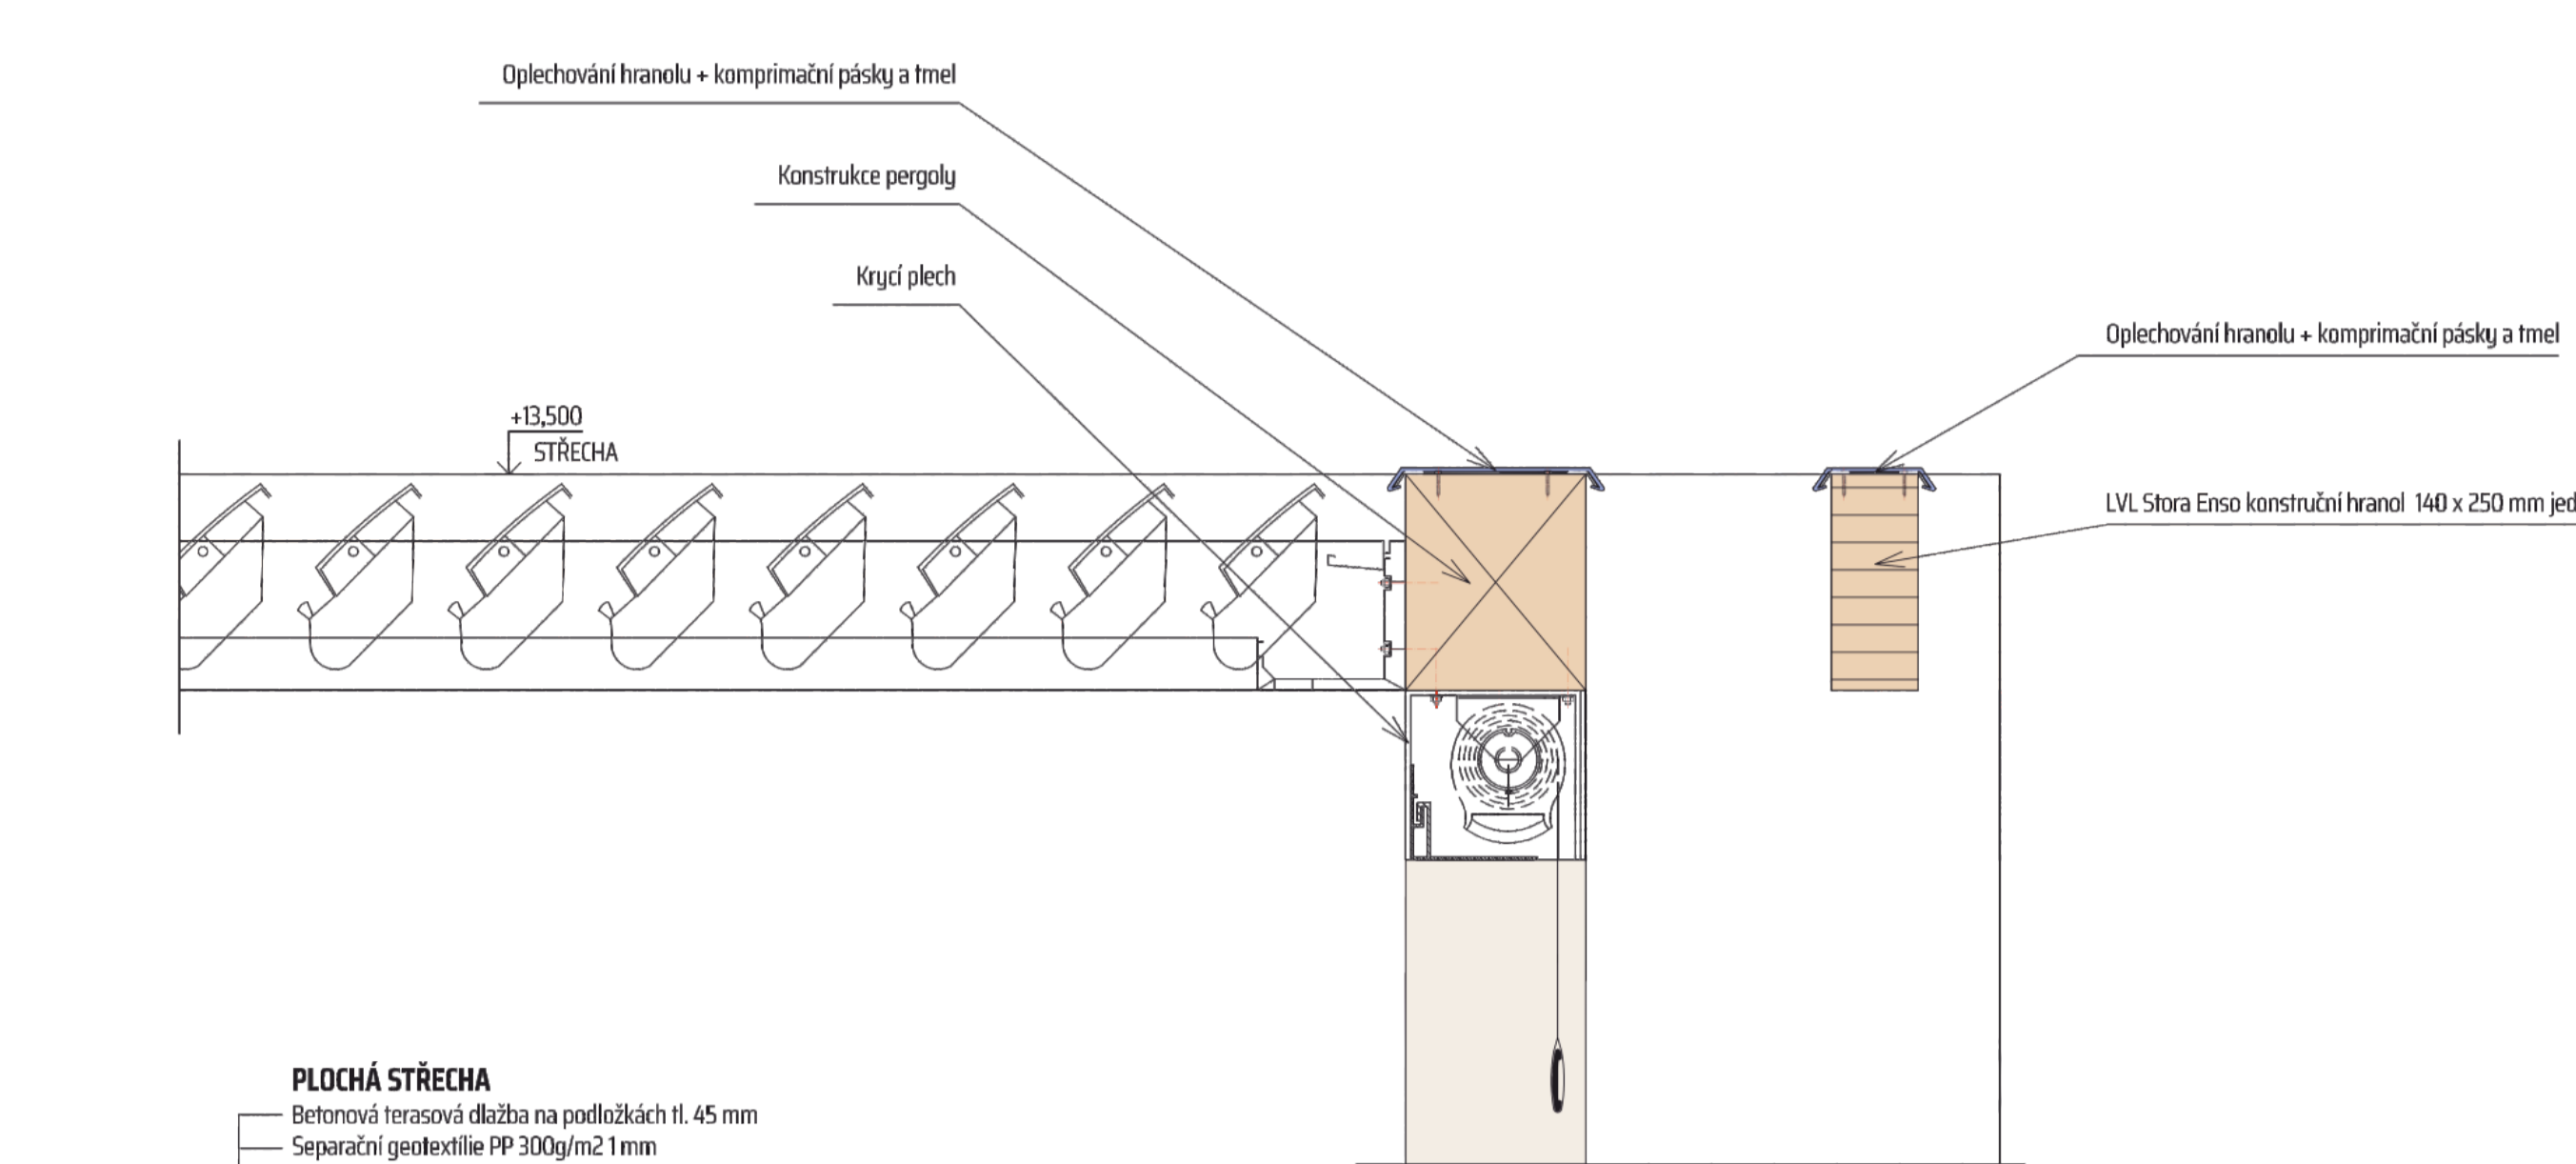 Oplechování hranolu + komprimační pásky a tmel
Konstrukce pergoly
Krycí plech
Oplechování hranolu + komprimační pásky a tmel
+13,500
STŘECHA
LVL Stora Enso konstruční hranol 140 x 250 mm jed
PLOCHÁ STŘECHA
Betonová terasová dlažba na podložkách tl. 45 mm
Separační geotextílie PP 300g/m2 1 mm